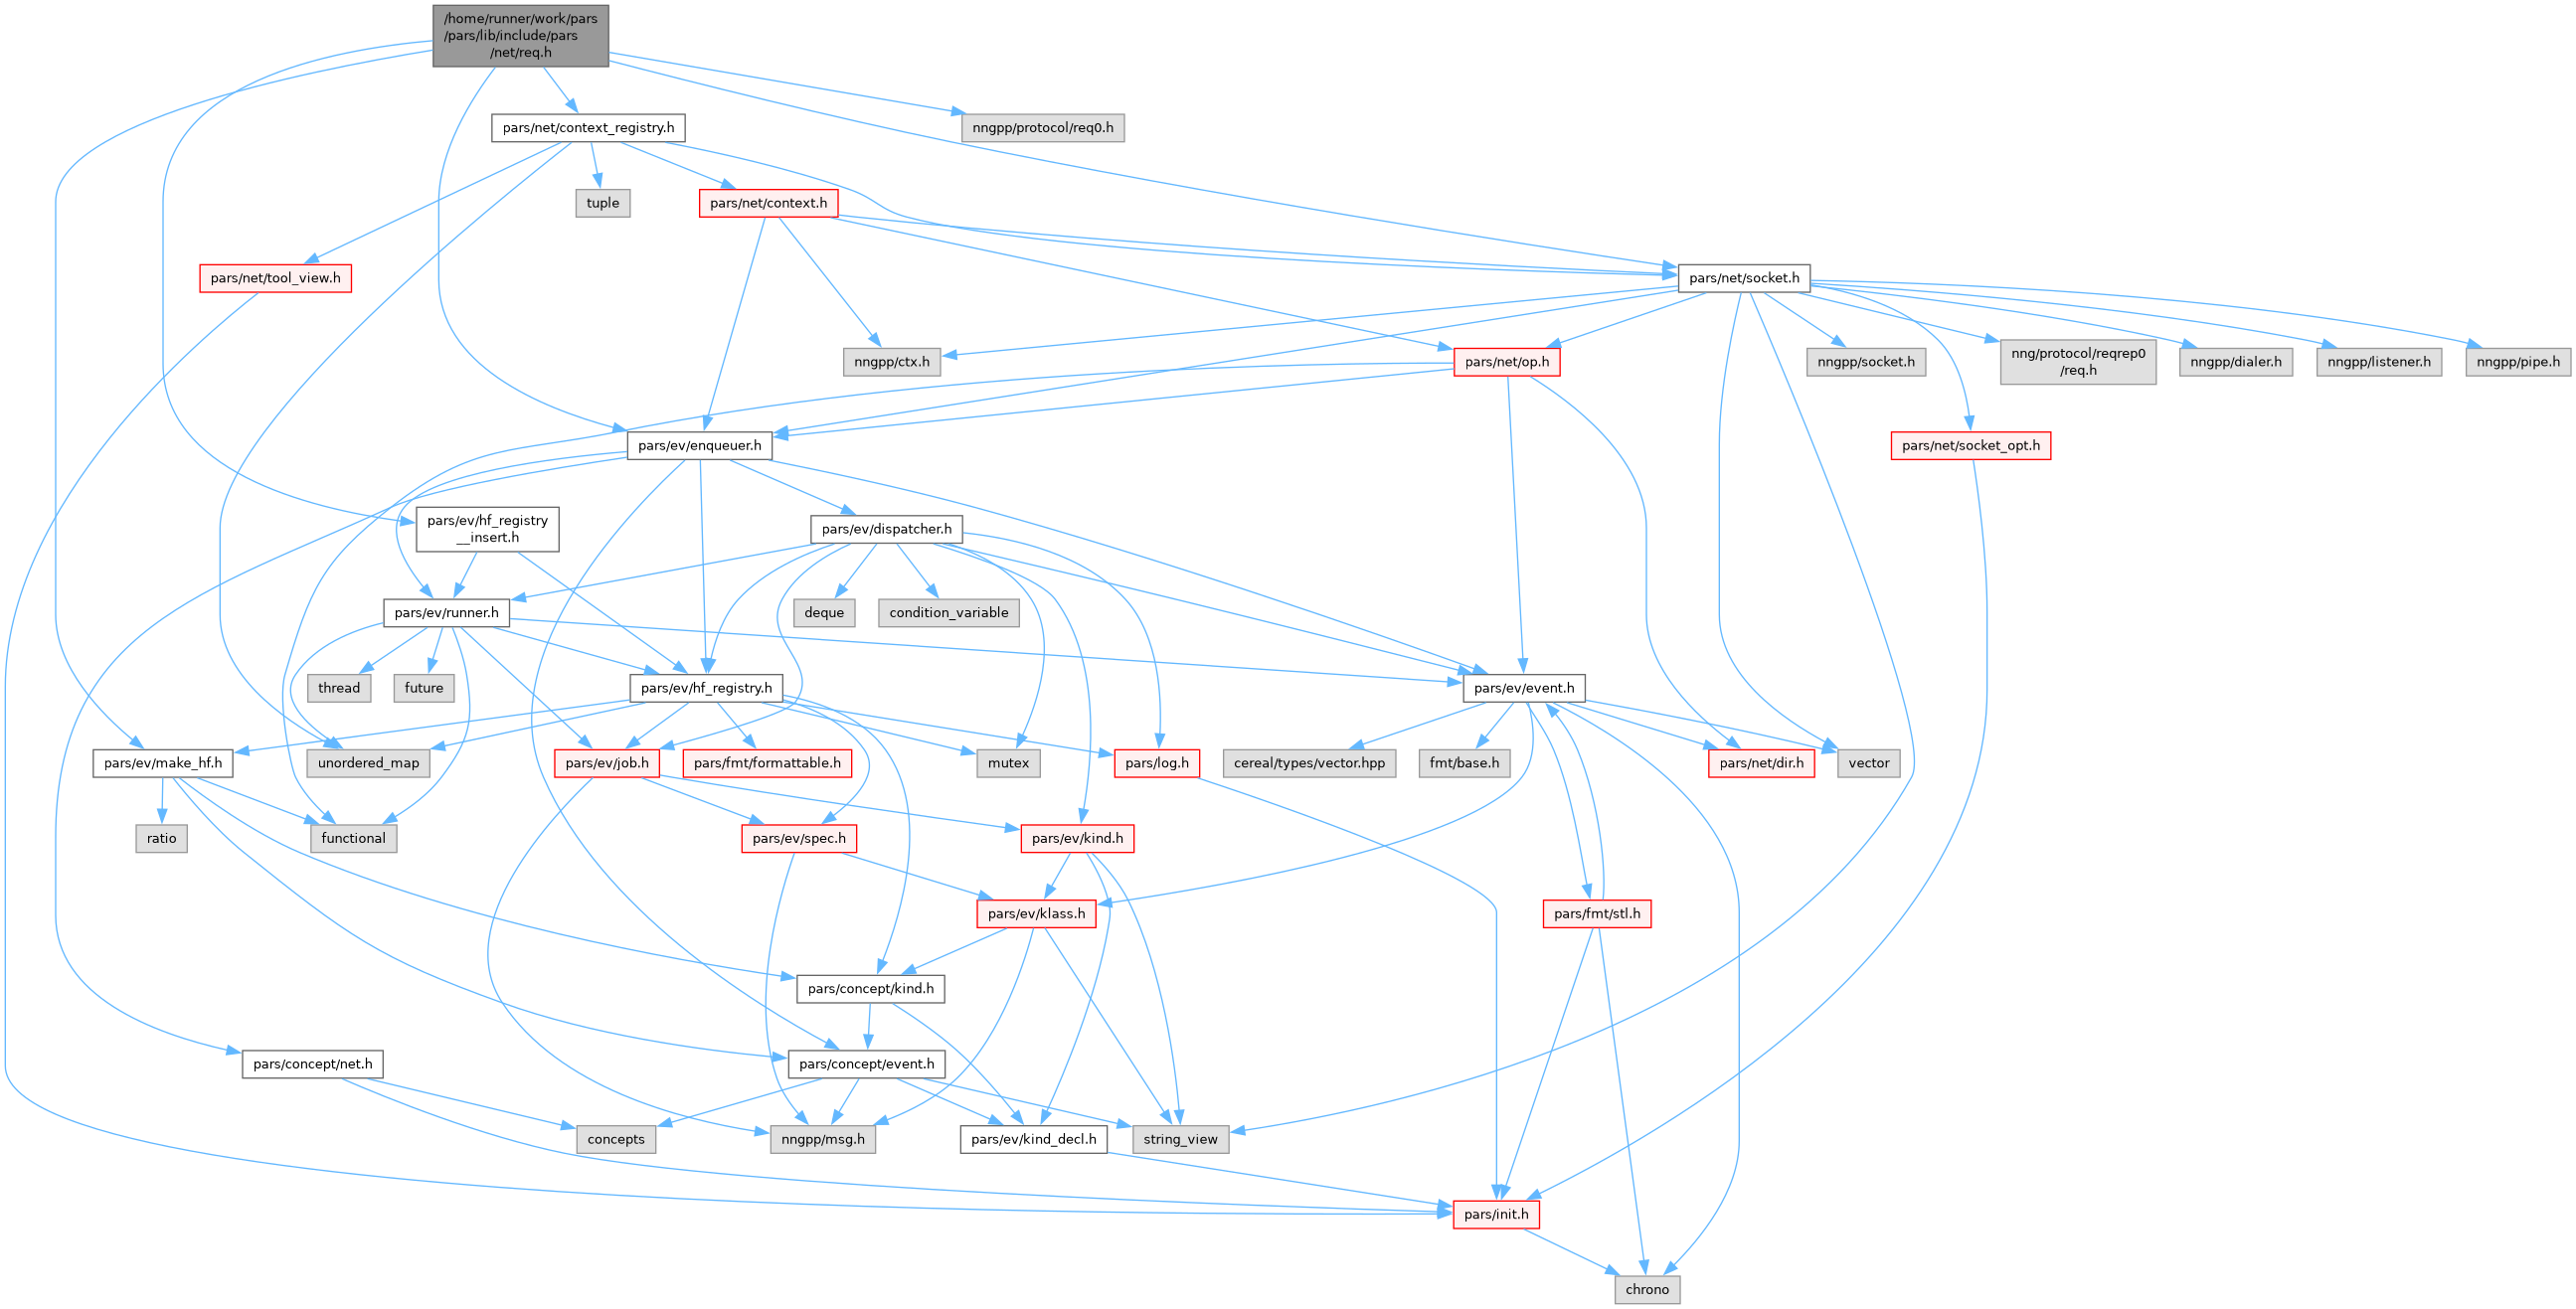 /home/runner/work/pars
/pars/lib/include/pars
/net/req.h
pars/net/context_registry.h
nngpp/protocol/req0.h
tuple
pars/net/context.h
pars/net/tool_view.h
pars/net/socket.h
nngpp/ctx.h
pars/net/op.h
nngpp/socket.h
nng/protocol/reqrep0
/req.h
nngpp/dialer.h
nngpp/listener.h
nngpp/pipe.h
pars/ev/enqueuer.h
pars/net/socket_opt.h
pars/ev/hf_registry
__insert.h
pars/ev/dispatcher.h
pars/ev/runner.h
deque
condition_variable
thread
future
pars/ev/hf_registry.h
pars/ev/event.h
pars/ev/make_hf.h
unordered_map
pars/ev/job.h
pars/fmt/formattable.h
mutex
pars/log.h
cereal/types/vector.hpp
fmt/base.h
pars/net/dir.h
vector
ratio
functional
pars/ev/spec.h
pars/ev/kind.h
pars/ev/klass.h
pars/fmt/stl.h
pars/concept/kind.h
pars/concept/net.h
pars/concept/event.h
concepts
nngpp/msg.h
pars/ev/kind_decl.h
string_view
pars/init.h
chrono